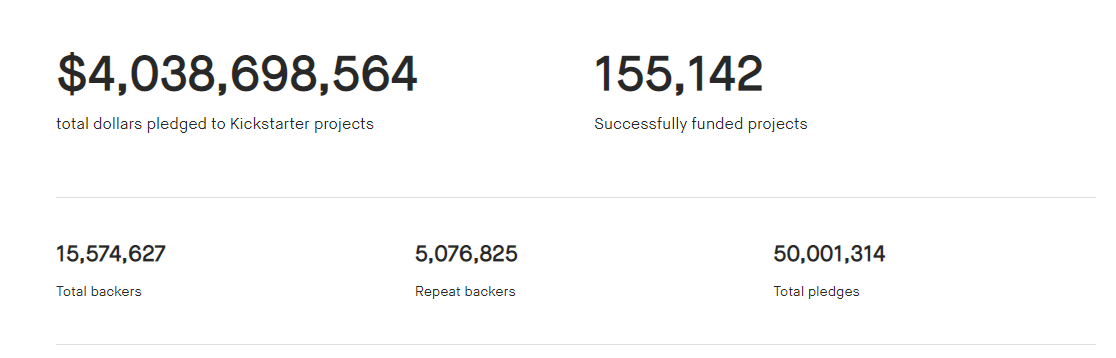 $4,038,698,564
total dollars pledged to Kickstarter projects
155,142
Successfully funded projects
15,574,627
Total backers
5,076,825
Repeat backers
50,001,314
Total pledges